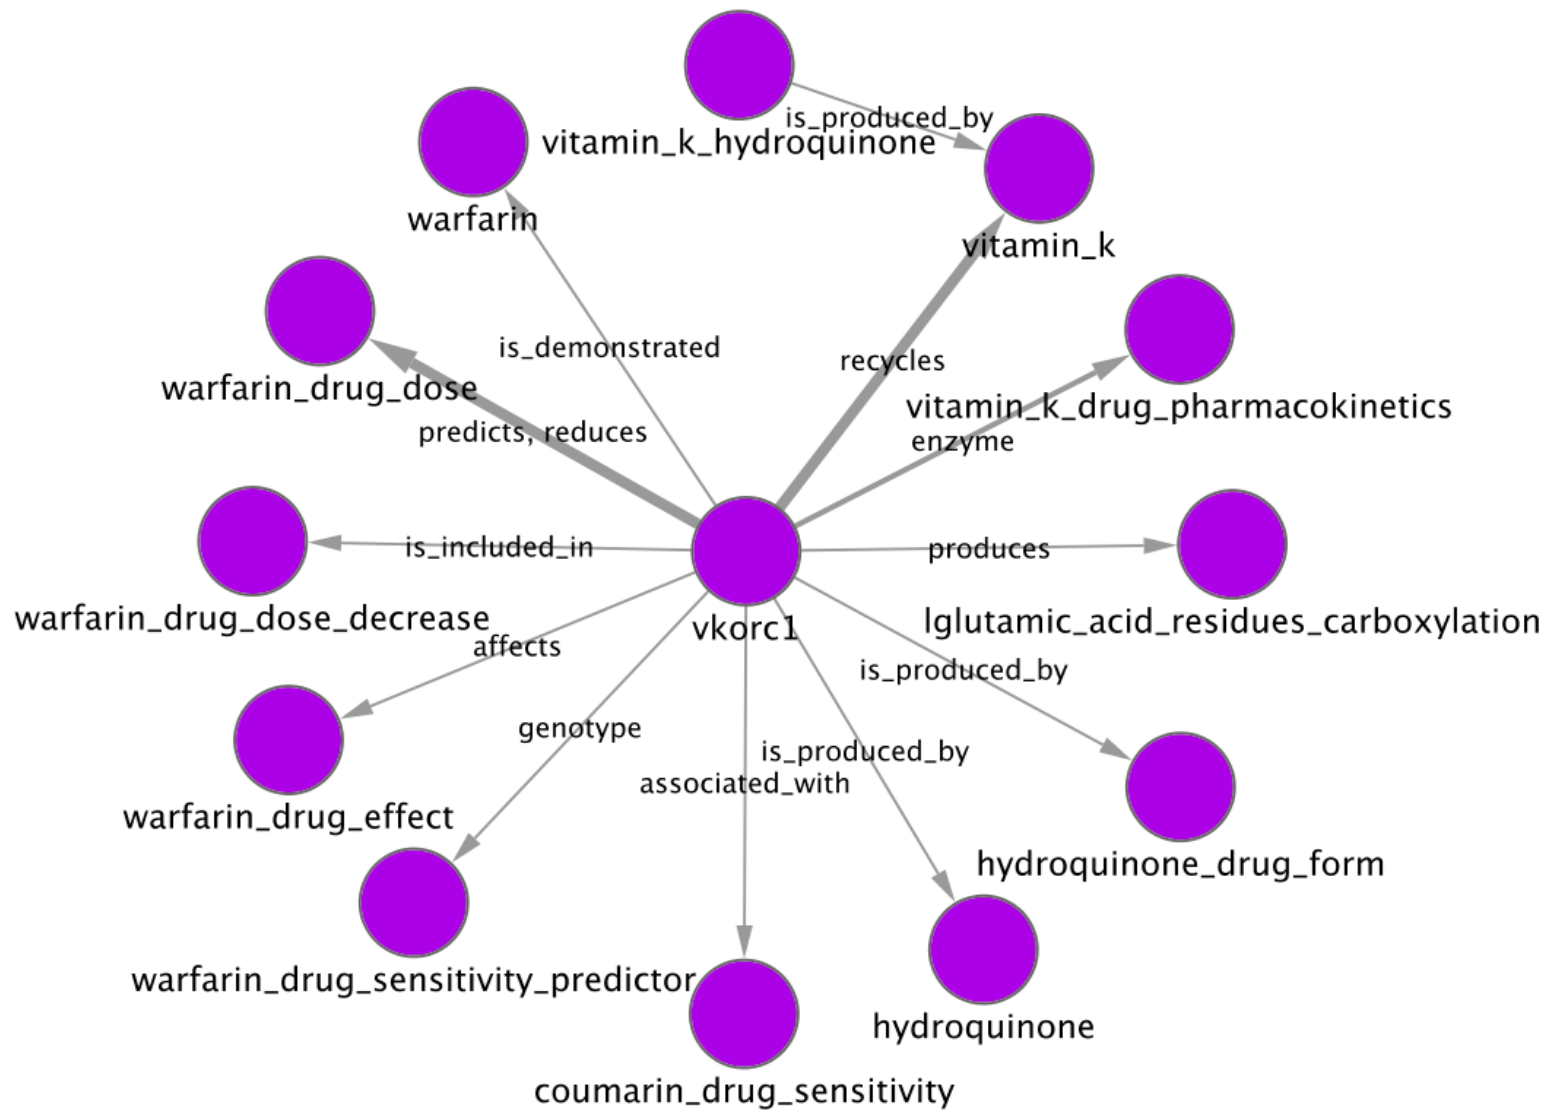 is_produced_by
vitamin_k_hydroquinone
warfarin
vitamin_k
is_demonstrated
recycles
warfarin_drug_dose
vitamin_k_drug_pharmacokinetics
predicts, reduces
enzyme
is_included_in
produces
warfarin_drug_dose_decrease
vkorc1
lglutamic_acid_residues_carboxylation
affects
is_produced_by
genotype
is_produced_by
associated_with
warfarin_drug_effect
hydroquinone_drug_form
warfarin_drug_sensitivity_predictor
hydroquinone
coumarin_drug_sensitivity